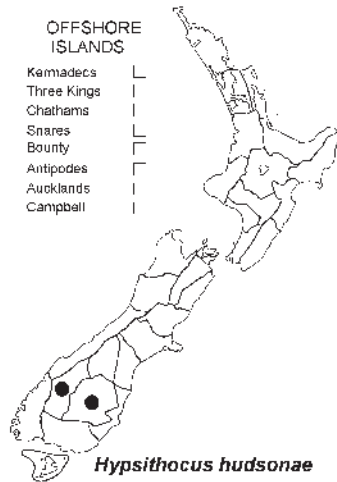 OFFSHORE
ISLANDS
Kermadecs
Three Kings
Chathams
Snares
Bounty
Antipodes
Aucklands
Campbell
Hypsithocus hudsonae